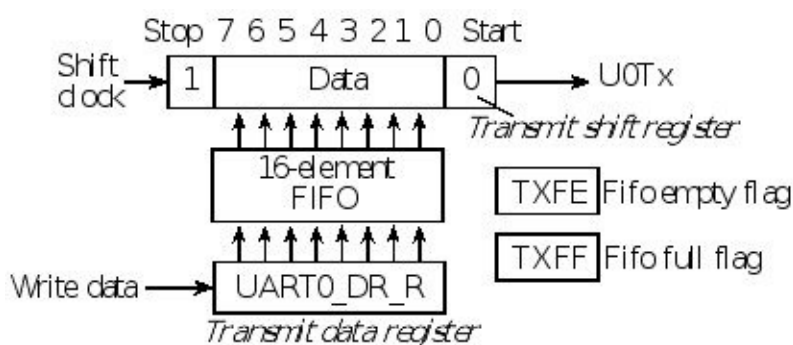 Stop 7 6 5 4 3 2 1 0 Start
Shift clock
1 Data 0
U0Tx
Transmit shift register
16-element
FIFO
TXFE Fifo empty flag
TXFF Fifo full flag
Write data
UART0_DR_R
Transmit data register